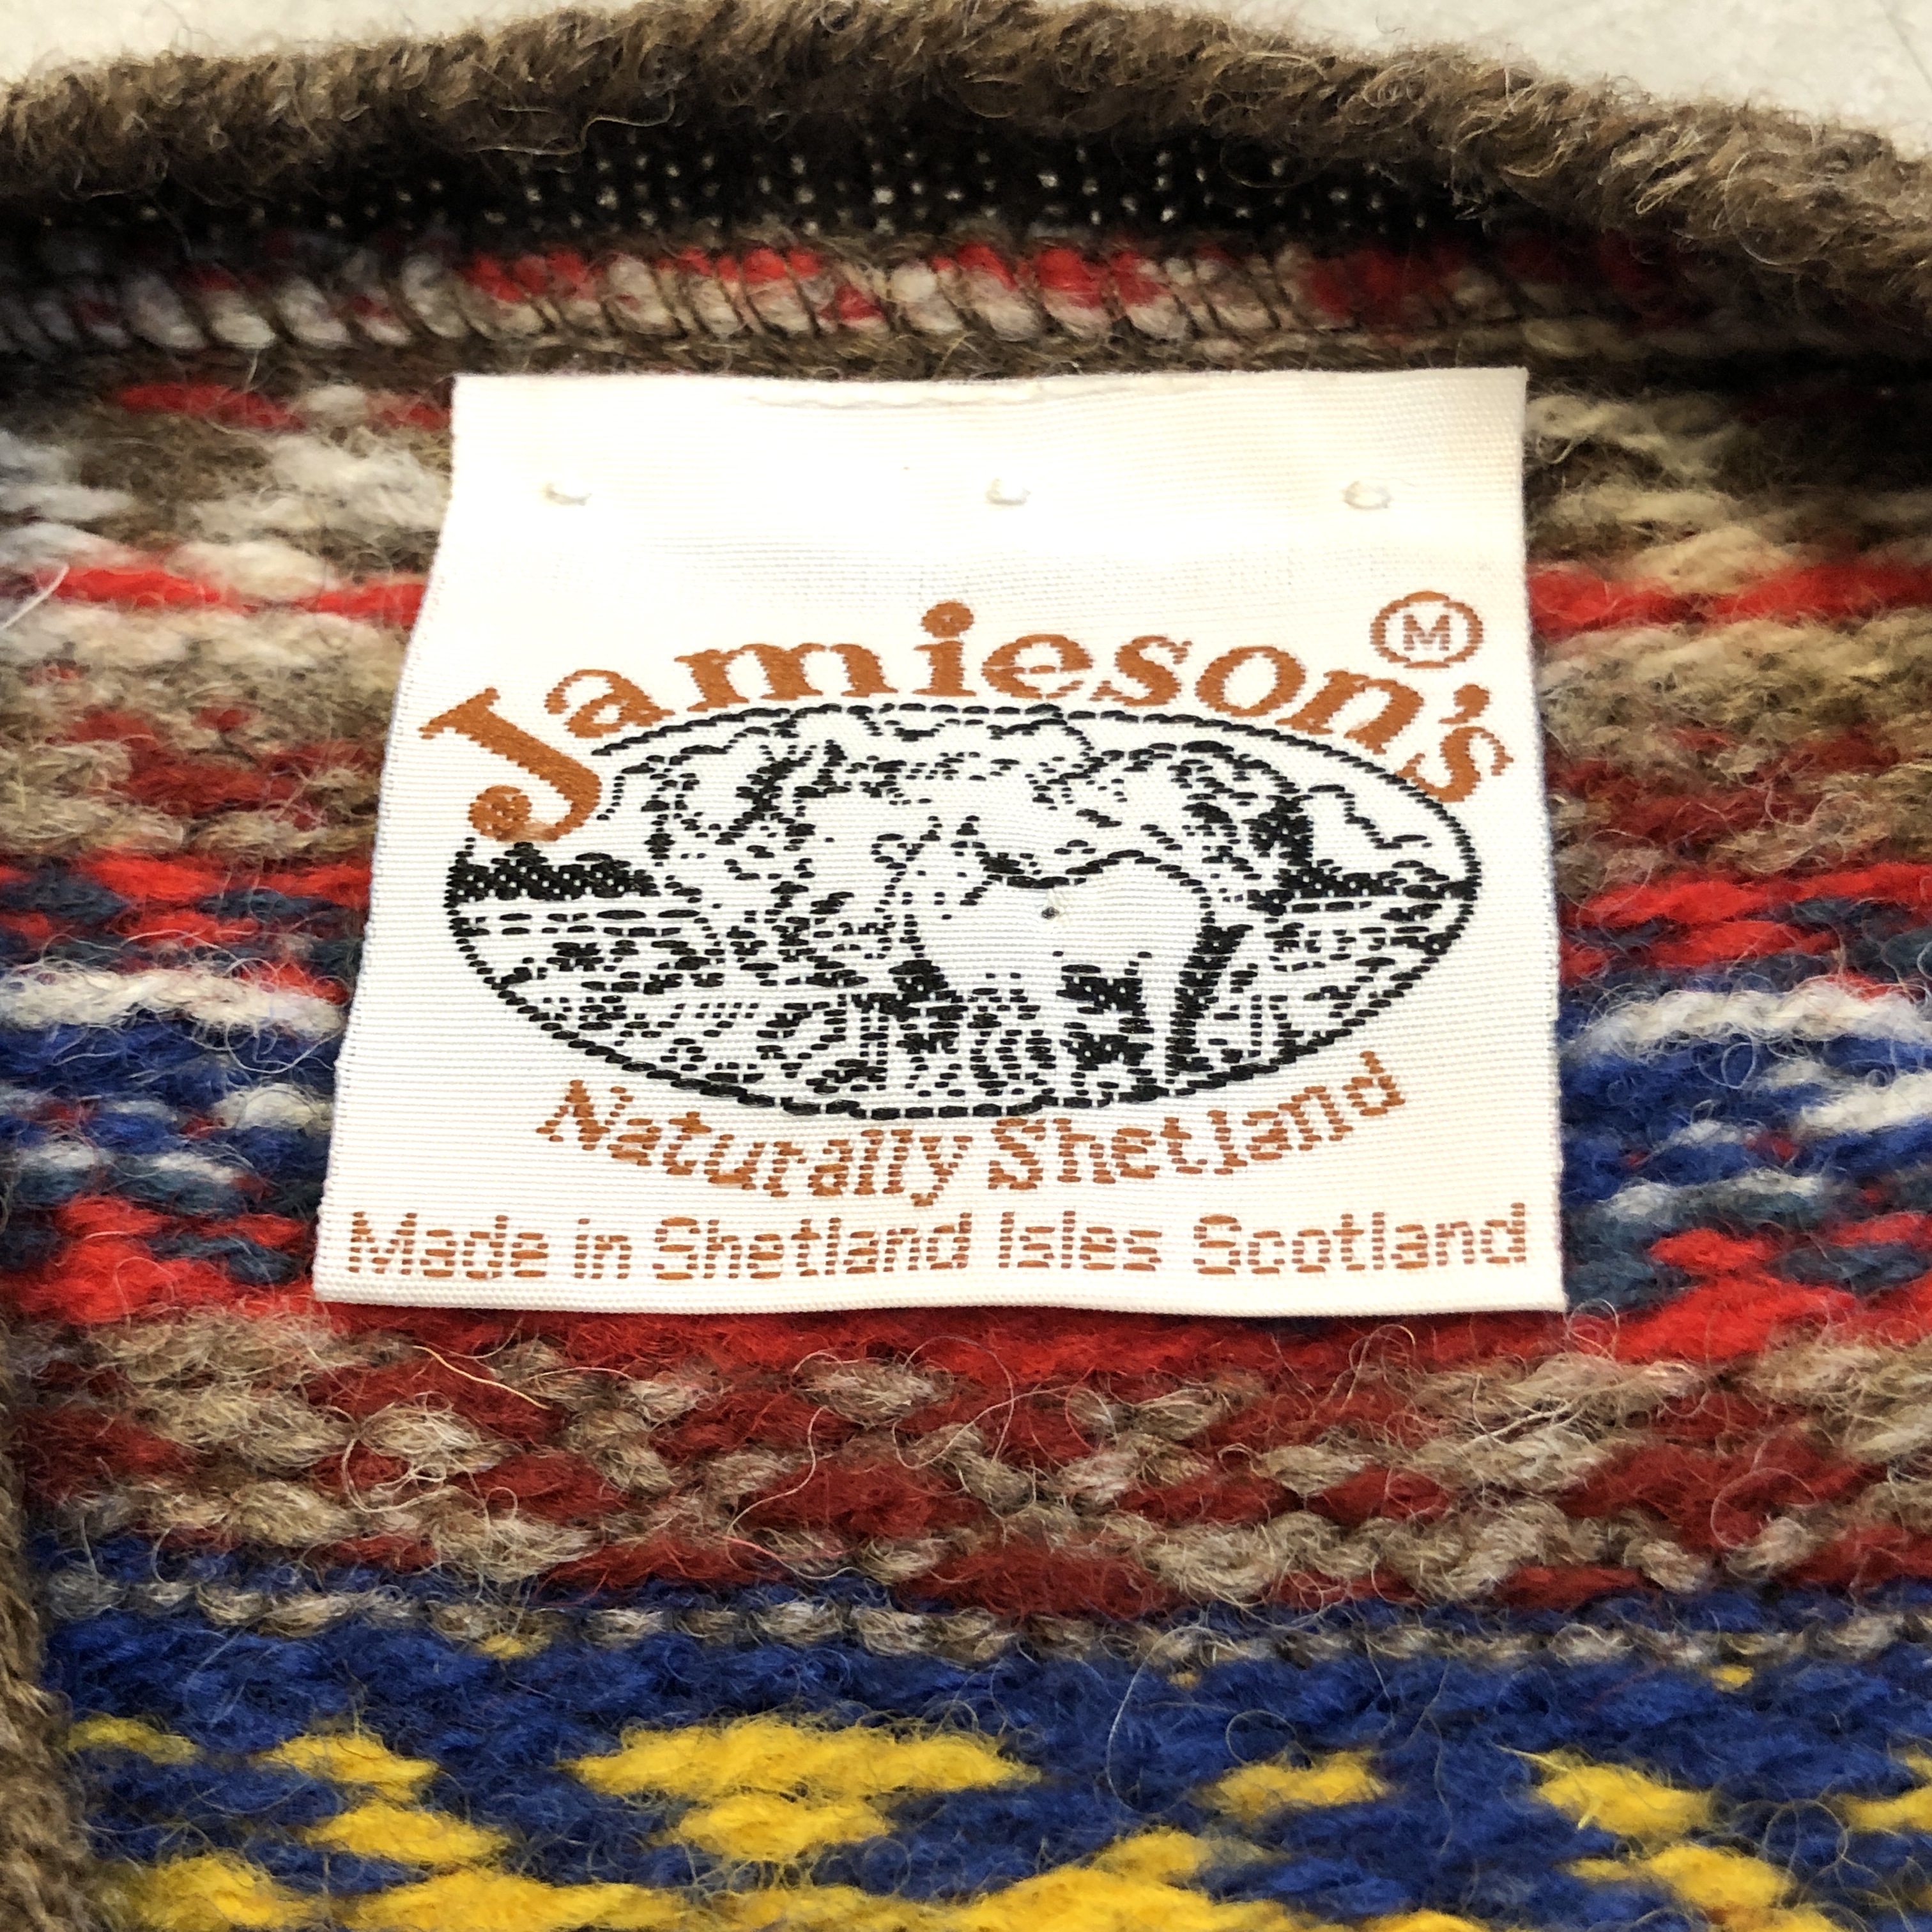 Jamieson's
Ⓜ
Naturally Shetland
Made in Shetland Isles Scotland